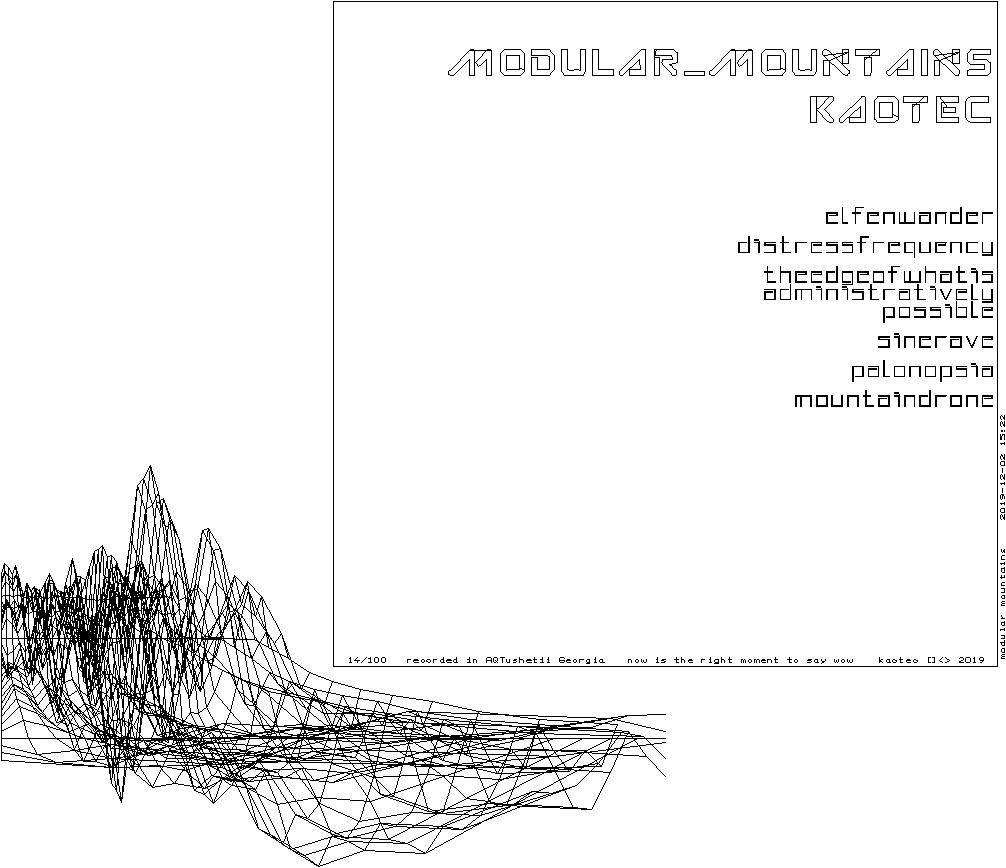 MODULAR_MOUNTAINS
KAOTEC
elfenwander
distressfrequency
theedgeofwhatis
administratively
possible
sinerave
palonopsia
mountaindrone
14/100 recorded in AQTushetii Georgia now is the right moment to say wow kaotec []<> 2019
modular mountains 2019-12-02 15:22